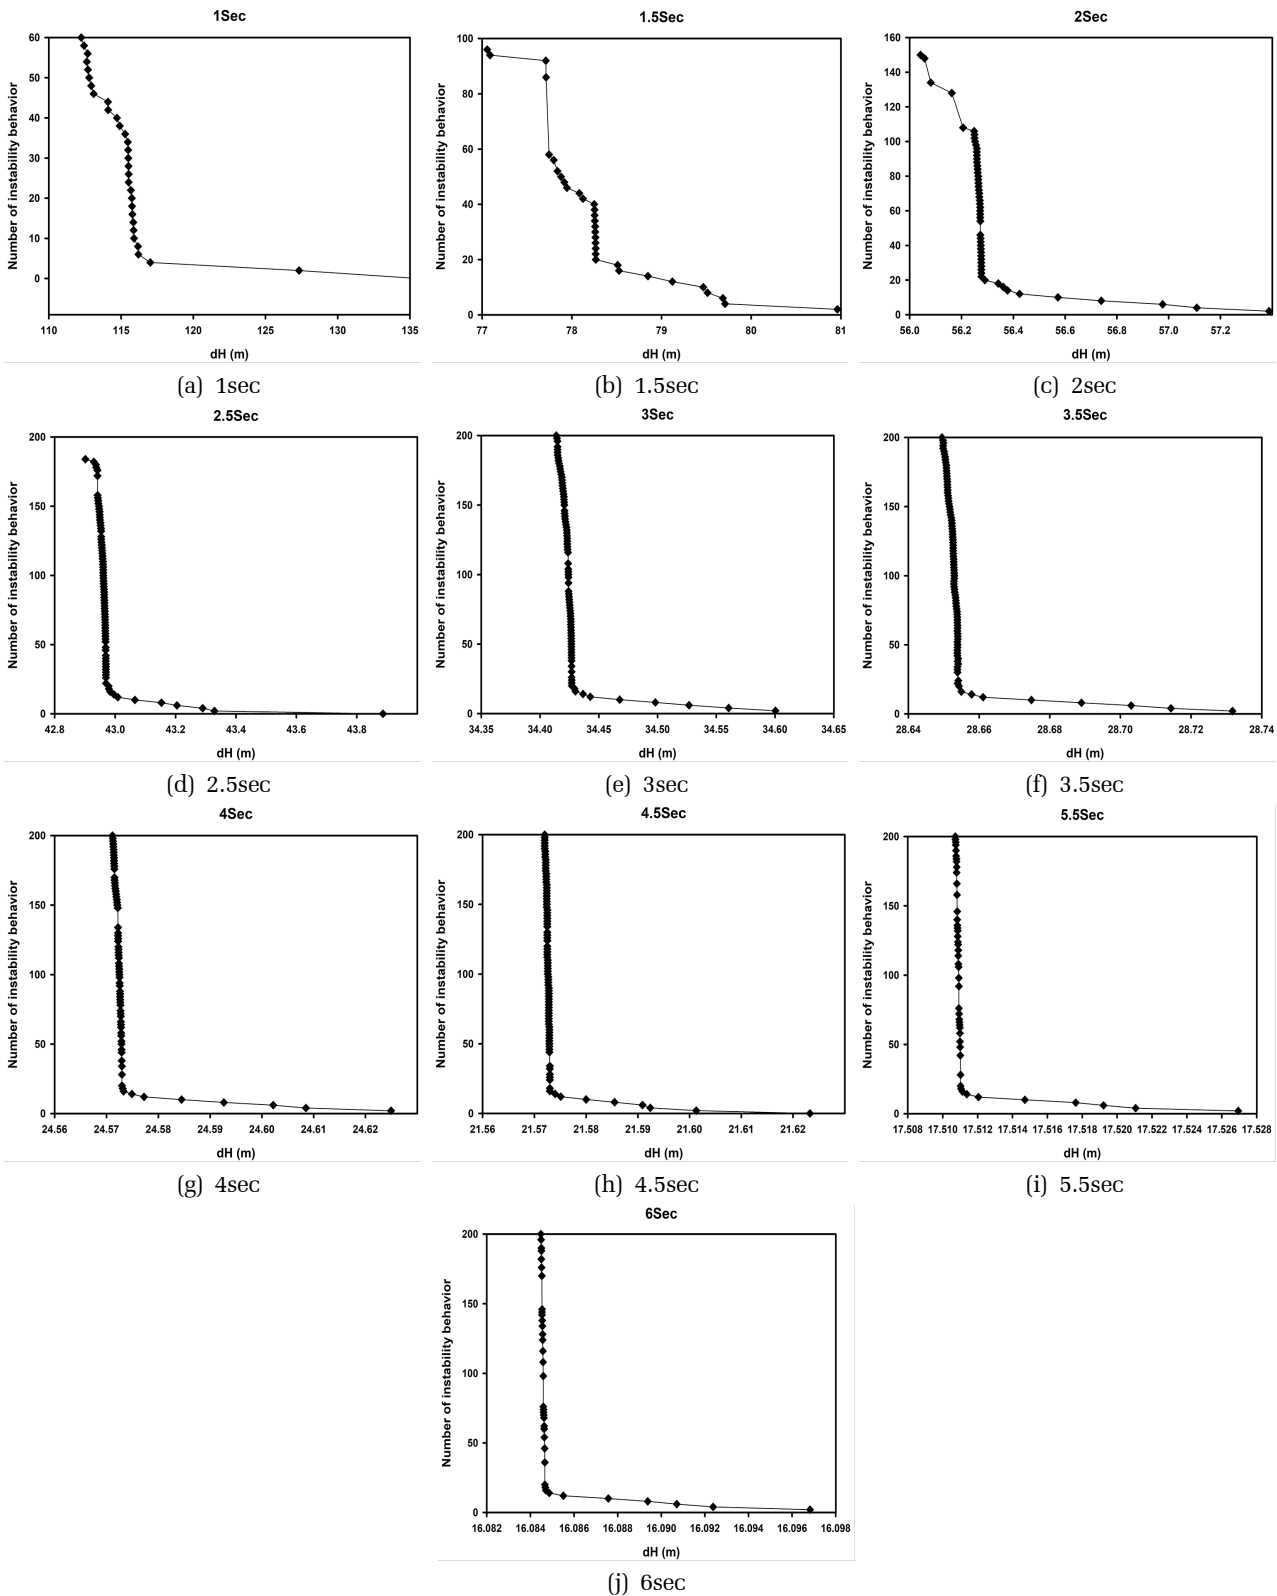 1Sec
Number of instability behavior
60
50
40
30
20
10
0
110 115 120 125 130 135
dH (m)
(a) 1sec
1.5Sec
Number of instability behavior
100
80
60
40
20
0
77 78 79 80 81
dH (m)
(b) 1.5sec
2Sec
Number of instability behavior
160
140
120
100
80
60
40
20
0
56.0 56.2 56.4 56.6 56.8 57.0 57.2
dH (m)
(c) 2sec
2.5Sec
Number of instability behavior
200
150
100
50
0
42.8 43.0 43.2 43.4 43.6 43.8
dH (m)
(d) 2.5sec
3Sec
Number of instability behavior
200
150
100
50
0
34.35 34.40 34.45 34.50 34.55 34.60 34.65
dH (m)
(e) 3sec
3.5Sec
Number of instability behavior
200
150
100
50
0
28.64 28.66 28.68 28.70 28.72 28.74
dH (m)
(f) 3.5sec
4Sec
Number of instability behavior
200
150
100
50
0
24.56 24.57 24.58 24.59 24.60 24.61 24.62
dH (m)
(g) 4sec
4.5Sec
Number of instability behavior
200
150
100
50
0
21.56 21.57 21.58 21.59 21.60 21.61 21.62
dH (m)
(h) 4.5sec
5.5Sec
Number of instability behavior
200
150
100
50
0
17.508 17.510 17.512 17.514 17.516 17.518 17.520 17.522 17.524 17.526 17.528
dH (m)
(i) 5.5sec
6Sec
Number of instability behavior
200
150
100
50
0
16.082 16.084 16.086 16.088 16.090 16.092 16.094 16.096 16.098
dH (m)
(j) 6sec